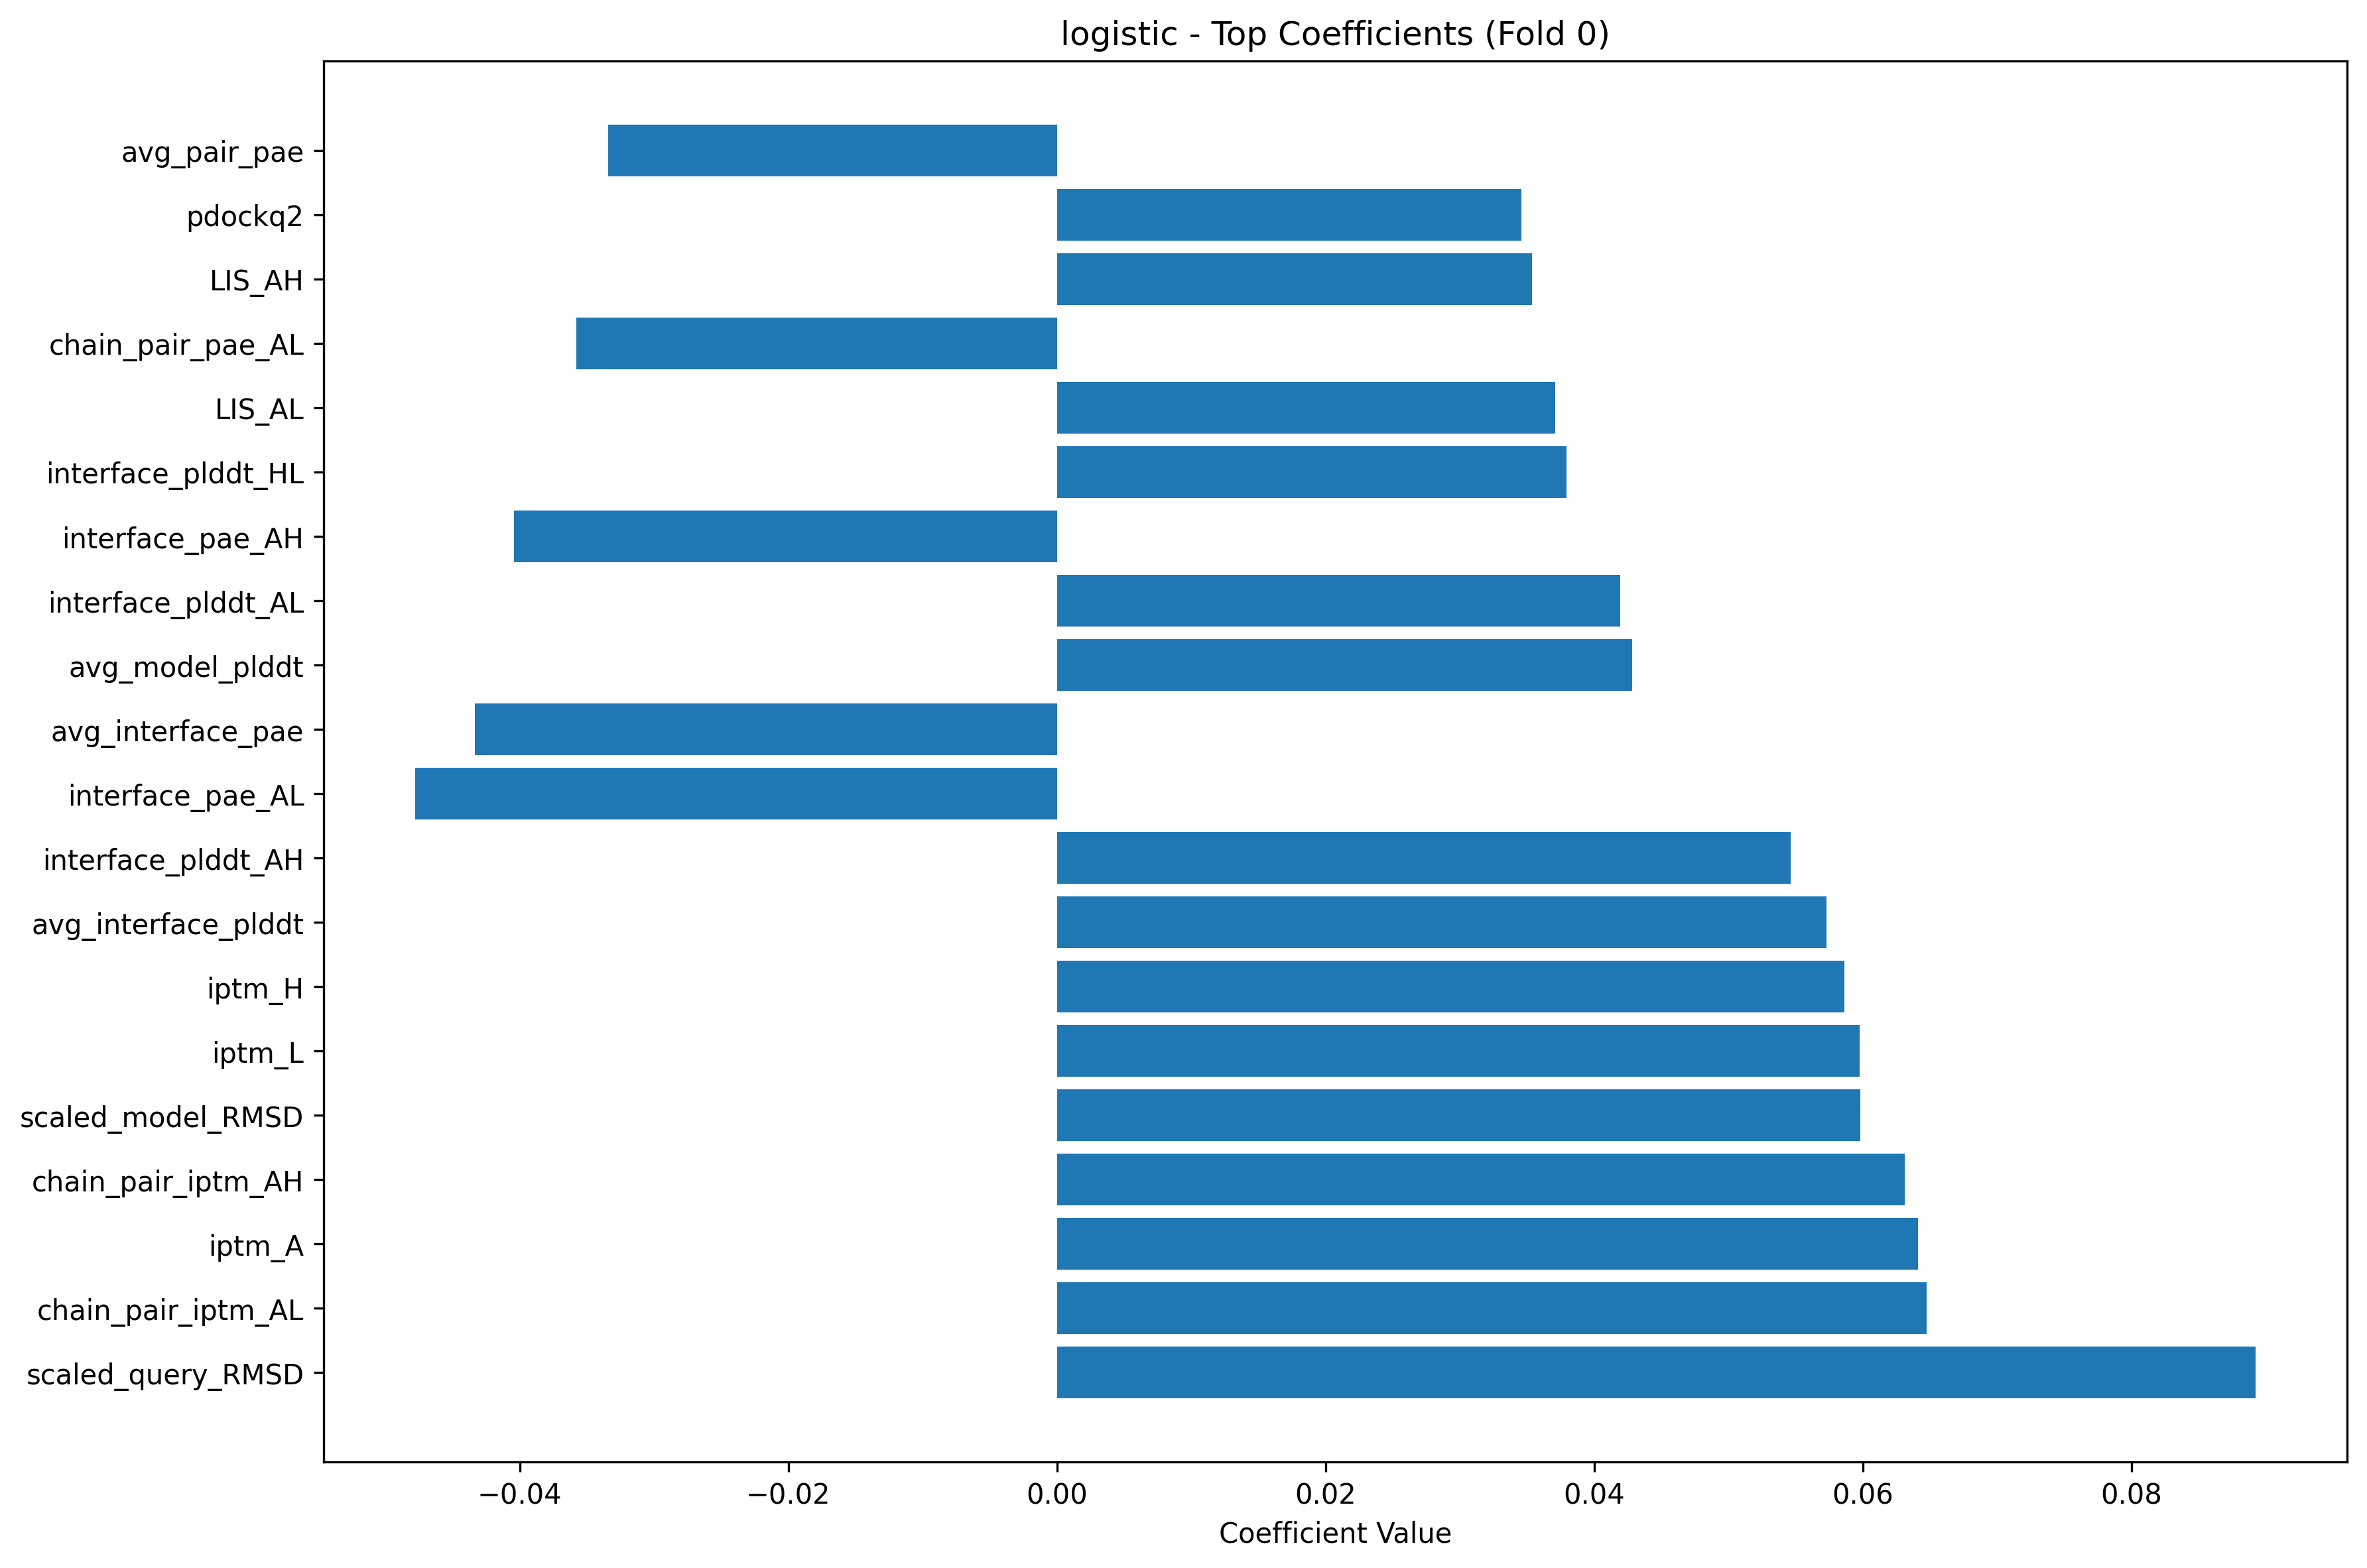 logistic - Top Coefficients (Fold 0)
avg_pair_pae
pdockq2
LIS_AH
chain_pair_pae_AL
LIS_AL
interface_plddt_HL
interface_pae_AH
interface_plddt_AL
avg_model_plddt
avg_interface_pae
interface_pae_AL
interface_plddt_AH
avg_interface_plddt
iptm_H
iptm_L
scaled_model_RMSD
chain_pair_iptm_AH
iptm_A
chain_pair_iptm_AL
scaled_query_RMSD
−0.04 −0.02 0.00 0.02 0.04 0.06 0.08
Coefficient Value